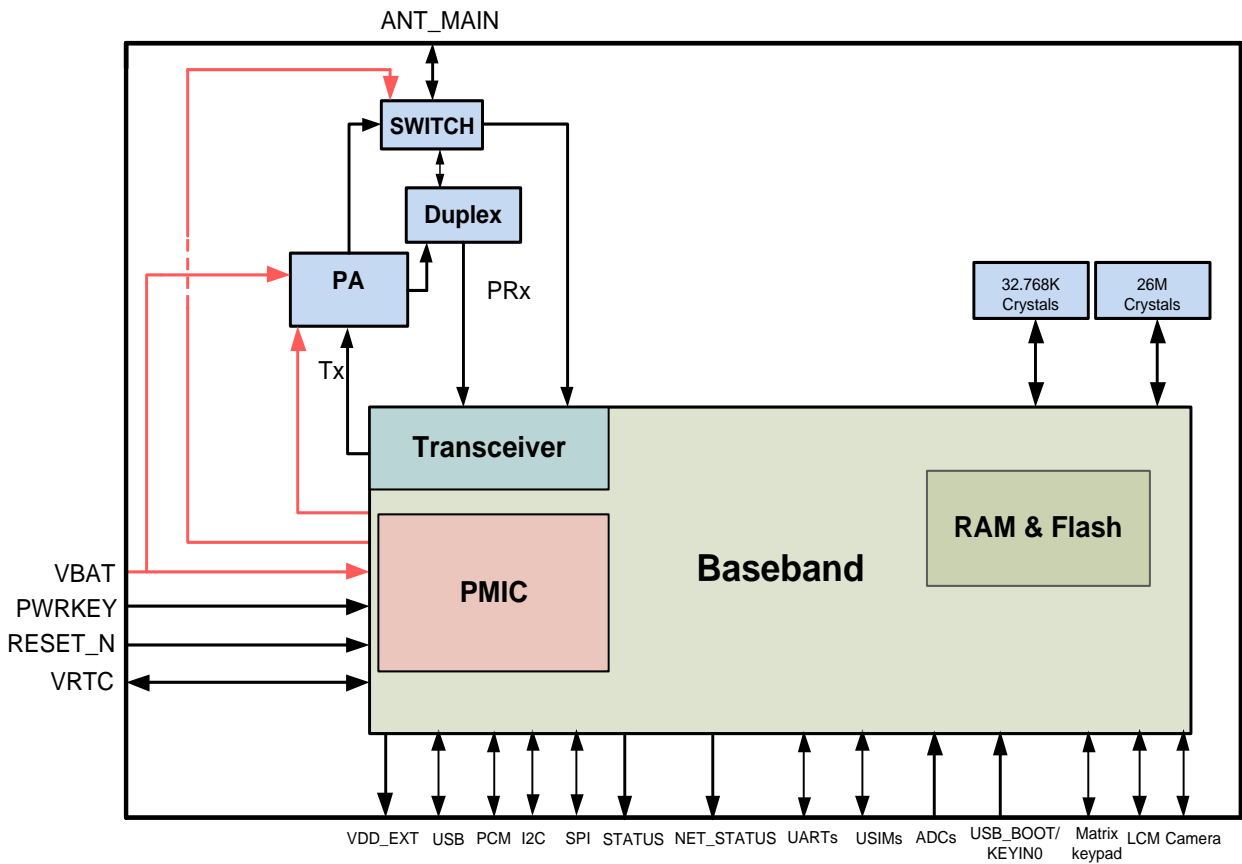 ANT_MAIN
SWITCH
Duplex
PA
PRx
Tx
32.768K
Crystals
26M
Crystals
Transceiver
RAM & Flash
Baseband
PMIC
VBAT
PWRKEY
RESET_N
VRTC
VDD_EXT
USB
PCM
I2C
SPI
STATUS
NET_STATUS
UARTs
USIMs
ADCs
USB_BOOT/
KEYIN0
Matrix
keypad
LCM
Camera